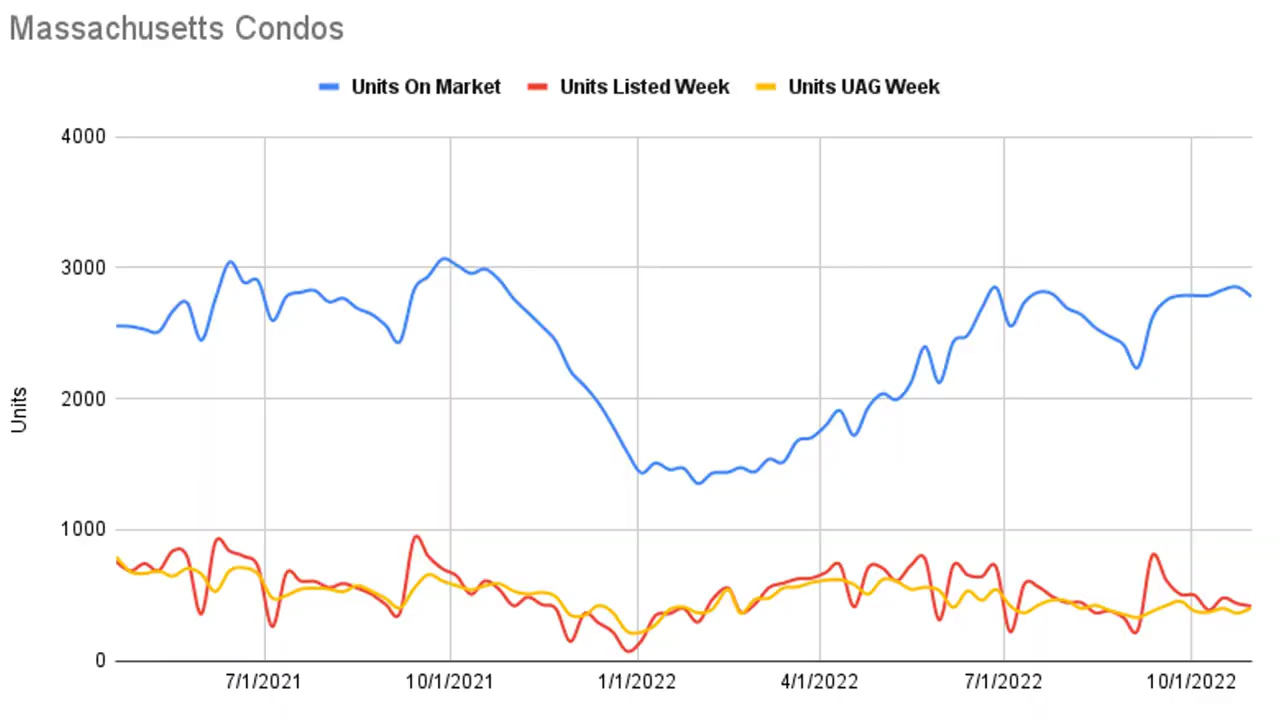 Massachusetts Condos
Units On Market Units Listed Week Units UAG Week
4000
3000
2000
1000
0
Units
7/1/2021 10/1/2021 1/1/2022 4/1/2022 7/1/2022 10/1/2022